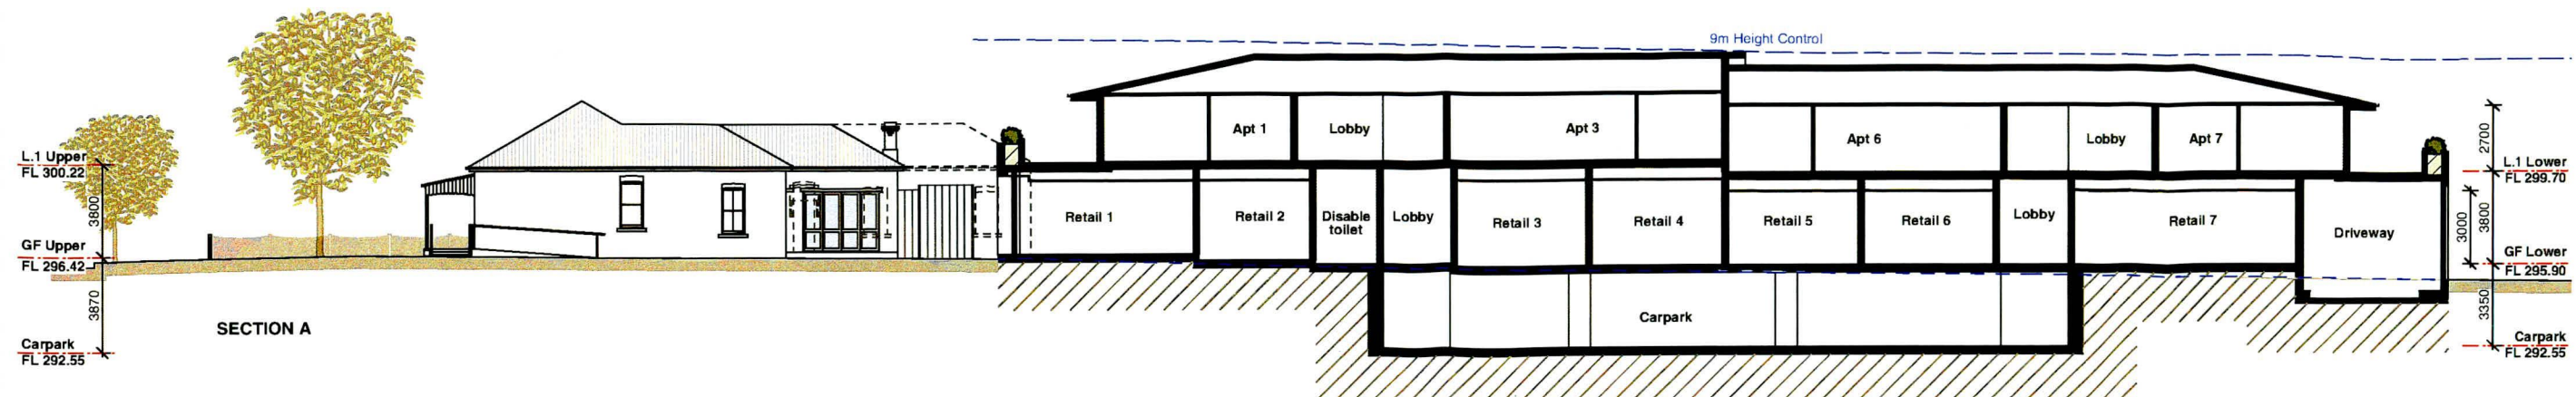 9m Height Control
Apt 1
Lobby
Apt 3
Apt 6
Lobby
Apt 7
2700
L.1 Upper
FL 300.22
L.1 Lower
FL 299.70
3800
Retail 1
Retail 2
Disable
toilet
Lobby
Retail 3
Retail 4
Retail 5
Retail 6
Lobby
Retail 7
Driveway
3000
3800
GF Upper
FL 296.42
GF Lower
FL 295.90
3870
SECTION A
Carpark
3350
Carpark
FL 292.55
Carpark
FL 292.55